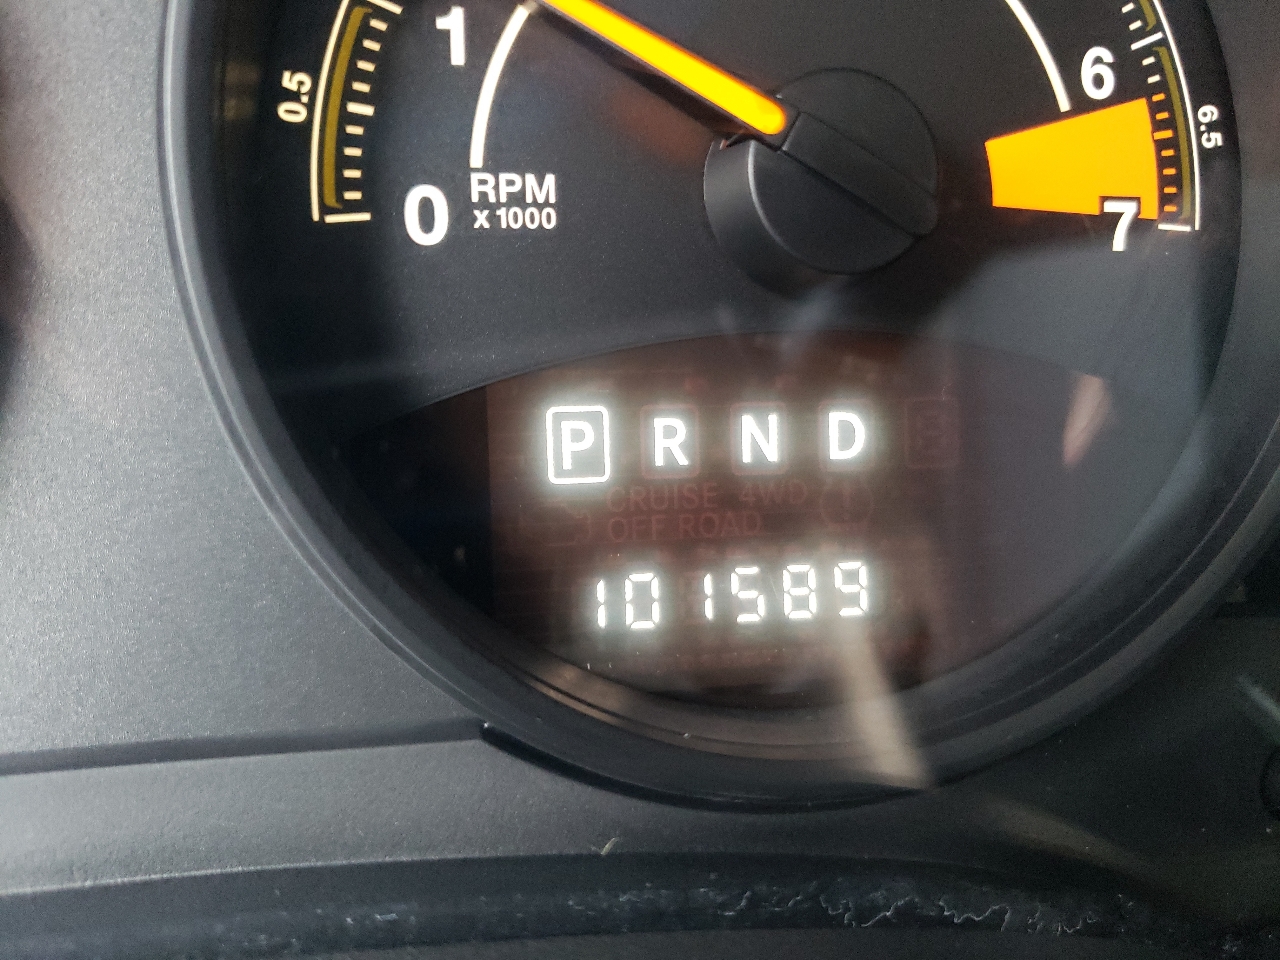 0.5
1
6
6.5
0
RPM
x 1000
7
P R N D
CRUISE 4WD
OFF ROAD
101589